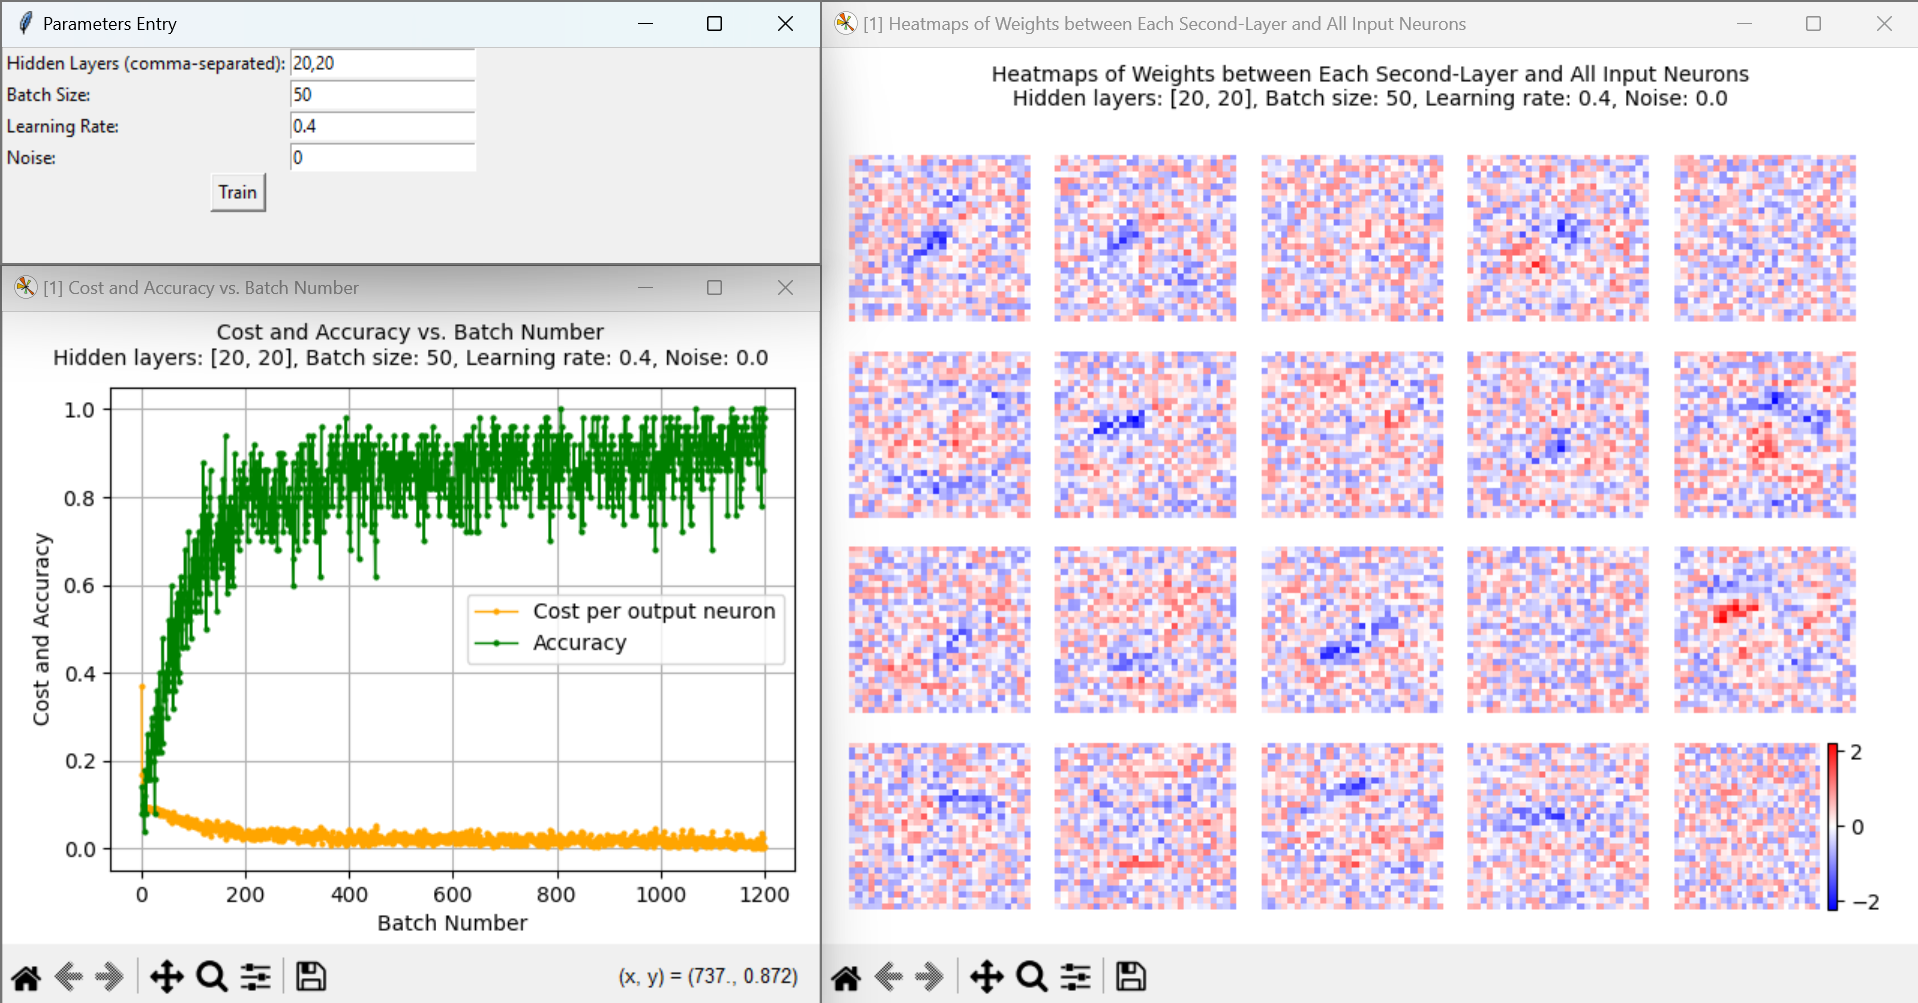 Parameters Entry
Hidden Layers (comma-separated): 20,20
Batch Size: 50
Learning Rate: 0.4
Noise: 0
Train
[1] Cost and Accuracy vs. Batch Number
Cost and Accuracy vs. Batch Number
Hidden layers: [20, 20], Batch size: 50, Learning rate: 0.4, Noise: 0.0
Cost and Accuracy
1.0
0.8
0.6
0.4
0.2
0.0
Cost per output neuron
Accuracy
0 200 400 600 800 1000 1200
Batch Number
(x, y) = (737., 0.872)
[1] Heatmaps of Weights between Each Second-Layer and All Input Neurons
Heatmaps of Weights between Each Second-Layer and All Input Neurons
Hidden layers: [20, 20], Batch size: 50, Learning rate: 0.4, Noise: 0.0
2
0
−2